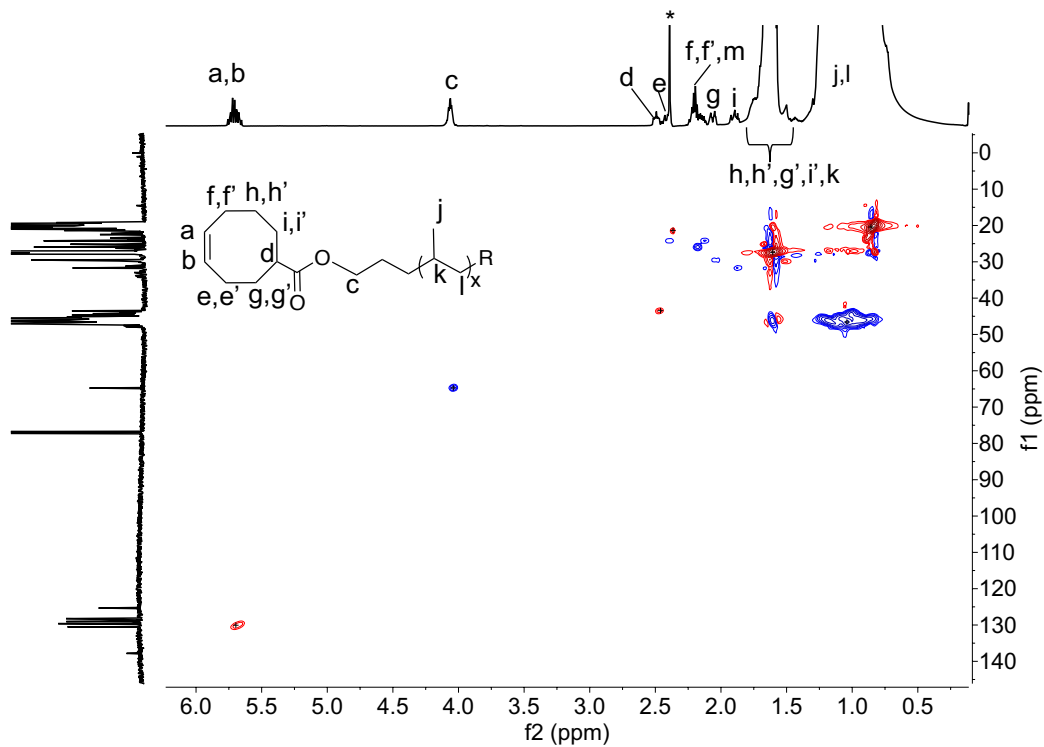 *
a,b
c
d
e
f,f',m
g
i
j,l
h,h',g',i',k
f,f'
h,h'
i,i'
a
b
d
e,e'
g,g'
O
O
c
j
k
l
x
R
0
10
20
30
40
50
60
70
80
90
100
110
120
130
140
f1 (ppm)
6.0 5.5 5.0 4.5 4.0 3.5 3.0 2.5 2.0 1.5 1.0 0.5
f2 (ppm)